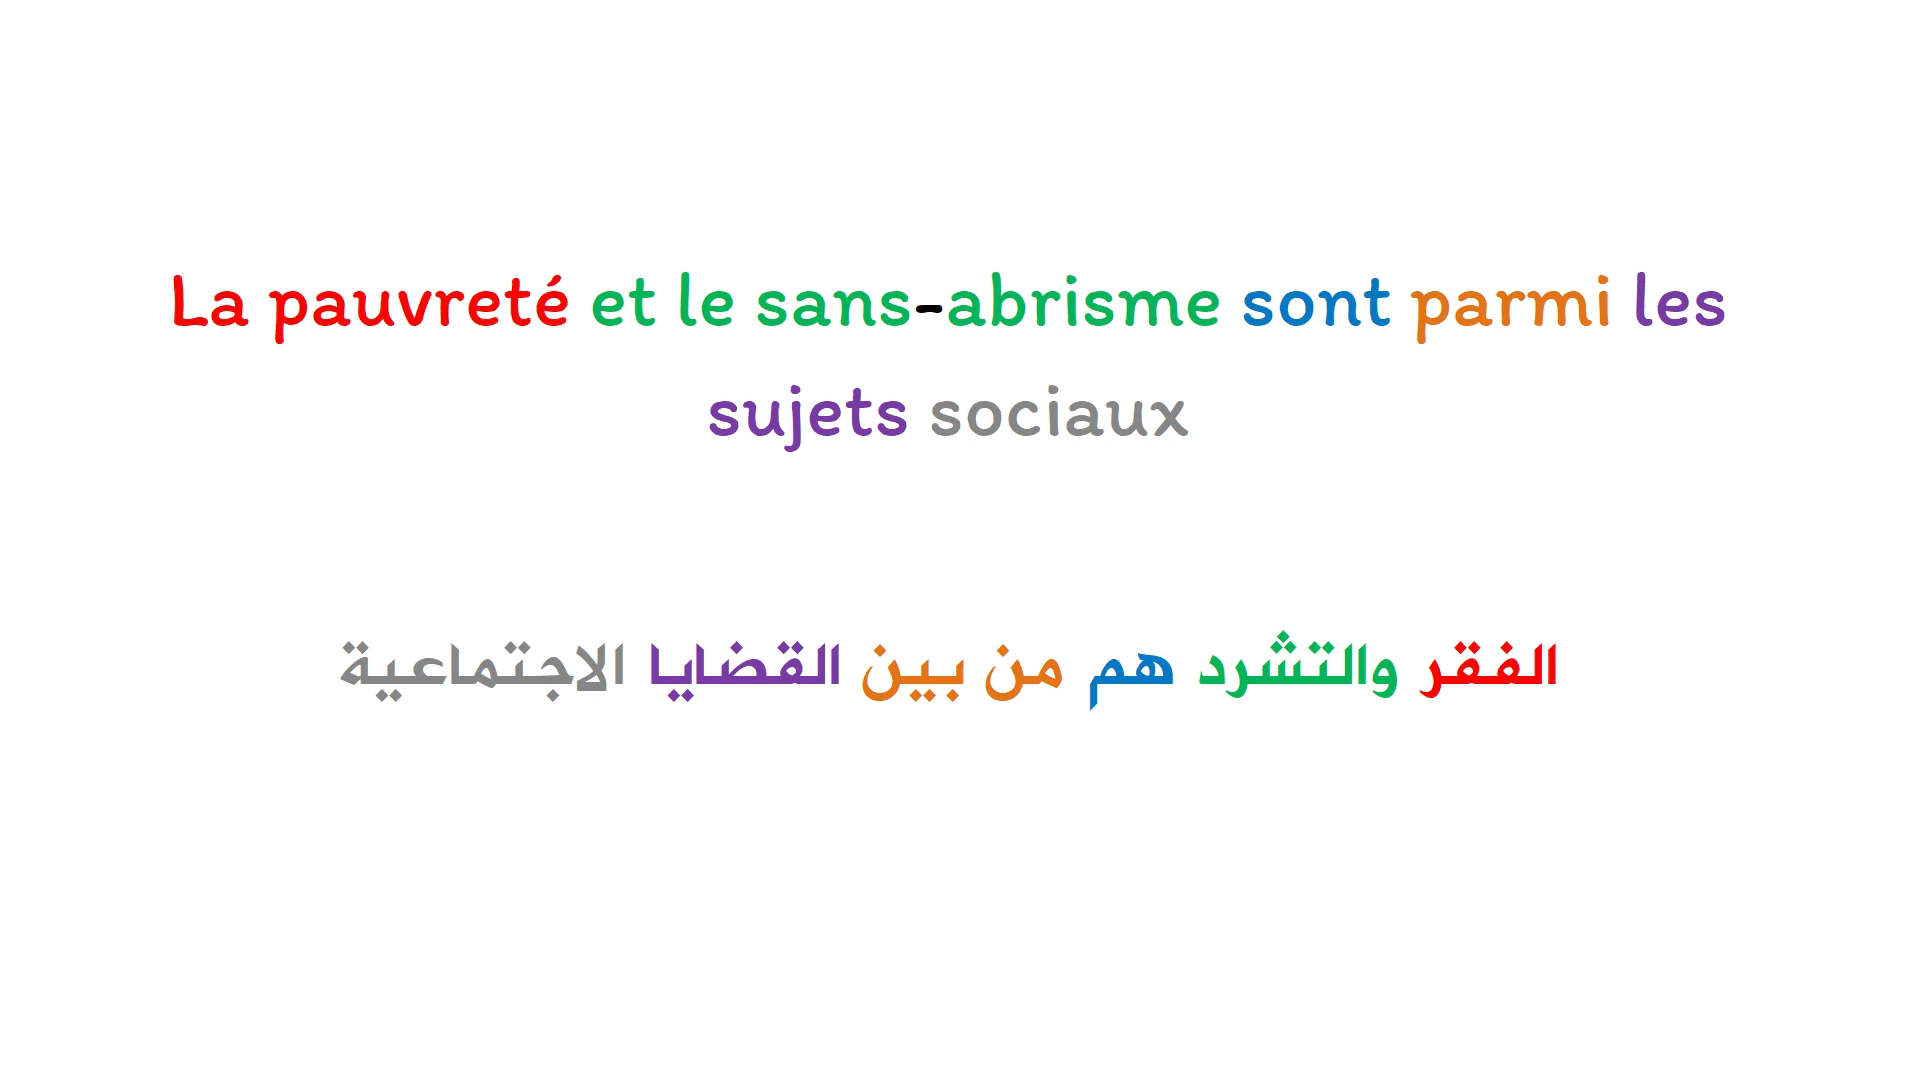 La pauvreté et le sans-abrisme sont parmi les
sujets sociaux
الفقر والتشرد هم من بين القضايا الاجتماعية